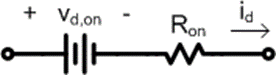 + v_d,on - R_on i_d